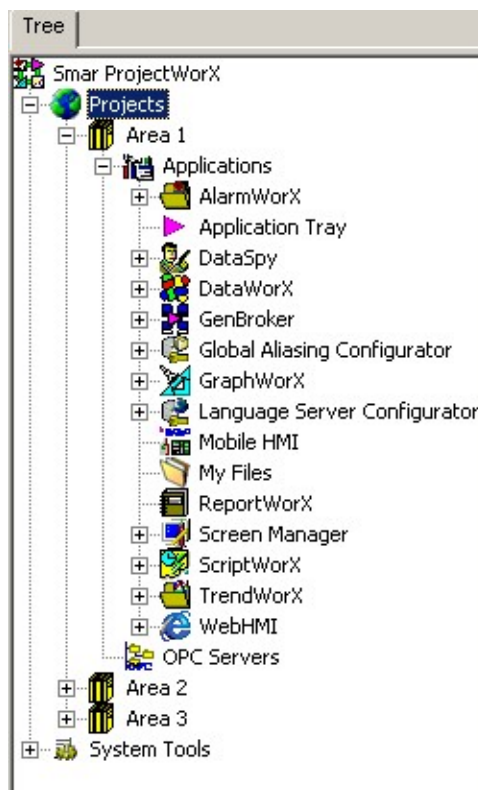 Tree
Smar ProjectWorX
Projects
Area 1
Applications
AlarmWorX
Application Tray
DataSpy
DataWorX
GenBroker
Global Aliasing Configurator
GraphWorX
Language Server Configurator
Mobile HMI
My Files
ReportWorX
Screen Manager
ScriptWorX
TrendWorX
WebHMI
OPC Servers
Area 2
Area 3
System Tools